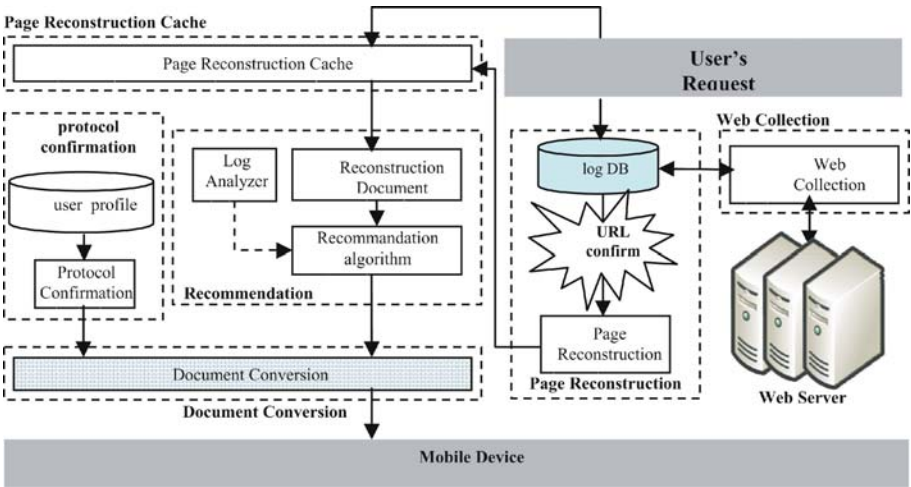 Page Reconstruction Cache
Page Reconstruction Cache
User's
Request
protocol
confirmation
user profile
Protocol
Confirmation
Log
Analyzer
Reconstruction
Document
Recommandation
algorithm
Recommendation
log DB
URL
confirm
Page
Reconstruction
Page Reconstruction
Web Collection
Web
Collection
Web Server
Document Conversion
Document Conversion
Mobile Device